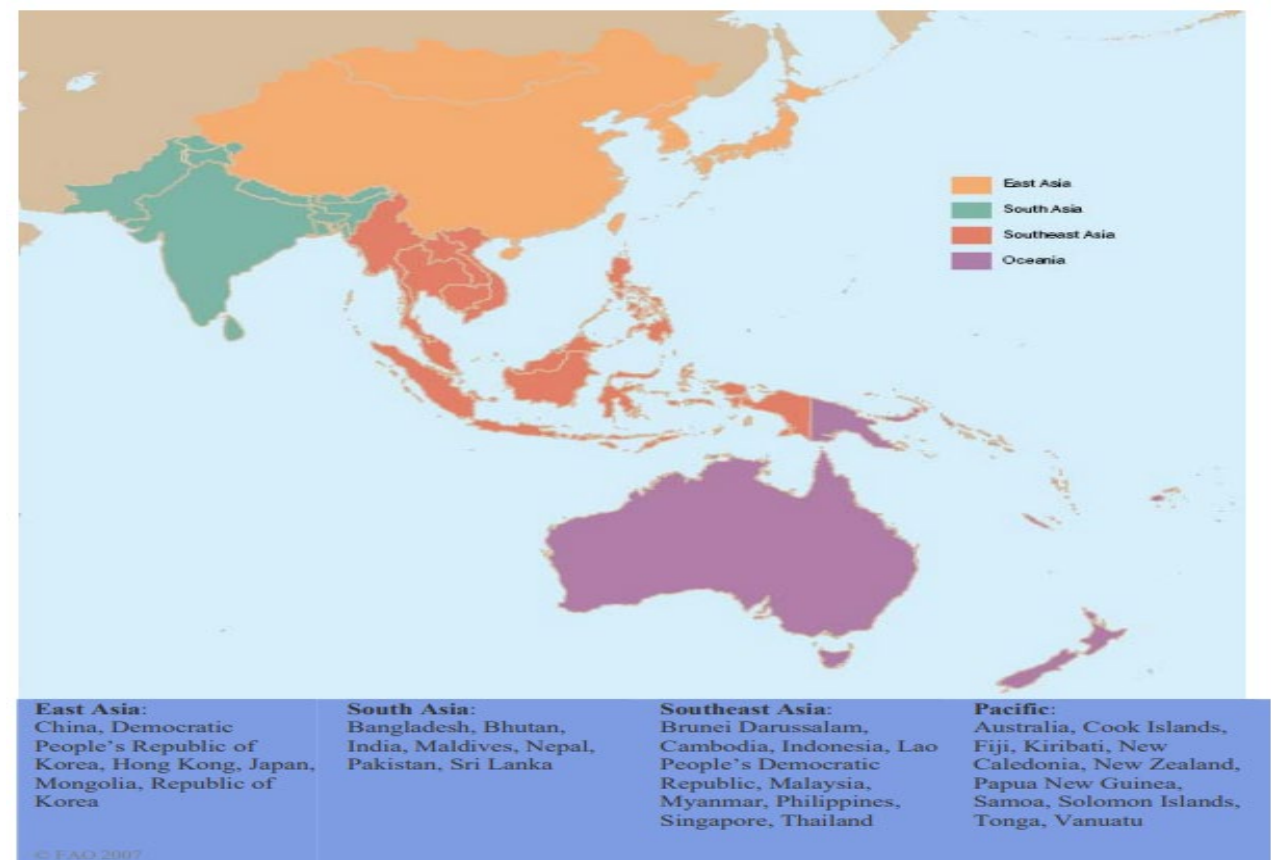 East Asia
South Asia
Southeast Asia
Oceania
East Asia:
China, Democratic
People's Republic of
Korea, Hong Kong, Japan,
Mongolia, Republic of
Korea
South Asia:
Bangladesh, Bhutan,
India, Maldives, Nepal,
Pakistan, Sri Lanka
Southeast Asia:
Brunei Darussalam,
Cambodia, Indonesia, Lao
People's Democratic
Republic, Malaysia,
Myanmar, Philippines,
Singapore, Thailand
Pacific:
Australia, Cook Islands,
Fiji, Kiribati, New
Caledonia, New Zealand,
Papua New Guinea,
Samoa, Solomon Islands,
Tonga, Vanuatu
© FAO 2007